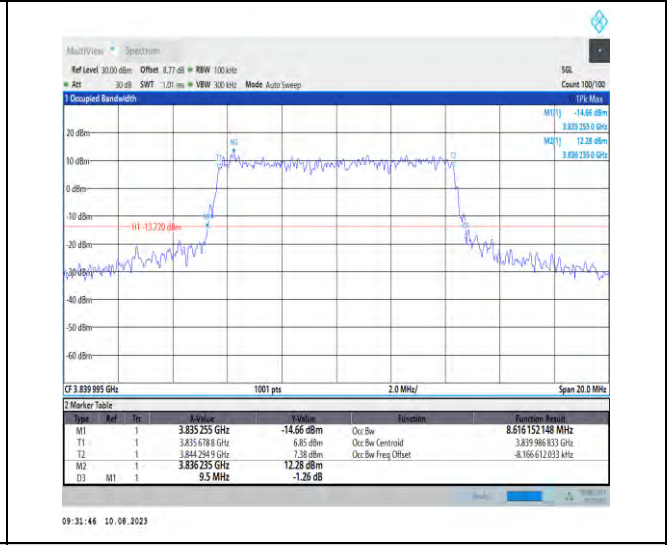 MultiView Spectrum
Ref Level 30.00 dBm Offset 8.77 dB RBW 100 kHz SGL
Att 30 dB SWT 1.01 ms VBW 300 kHz Mode Auto Sweep Count 100/100
1 Occupied Bandwidth 1Pk Max
M1[1] -14.66 dBm
3.835 255 0 GHz
M2[1] 12.28 dBm
3.836 235 0 GHz
20 dBm
M2
T1 T2
10 dBm
0 dBm
-10 dBm
H1 -13.720 dBm
-20 dBm
-30 dBm
-40 dBm
-50 dBm
-60 dBm
CF 3.839 995 GHz 1001 pts 2.0 MHz/ Span 20.0 MHz
2 Marker Table
Type Ref Trc X-Value Y-Value Function Function Result
M1 1 3.835 255 GHz -14.66 dBm Occ Bw 8.616 152 148 MHz
T1 1 3.835 678 8 GHz 6.85 dBm Occ Bw Centroid 3.839 986 833 GHz
T2 1 3.844 294 9 GHz 7.38 dBm Occ Bw Freq Offset -8.166 612 033 kHz
M2 1 3.836 235 GHz 12.28 dBm
D3 M1 1 9.5 MHz -1.26 dB
09:31:46 10.08.2023